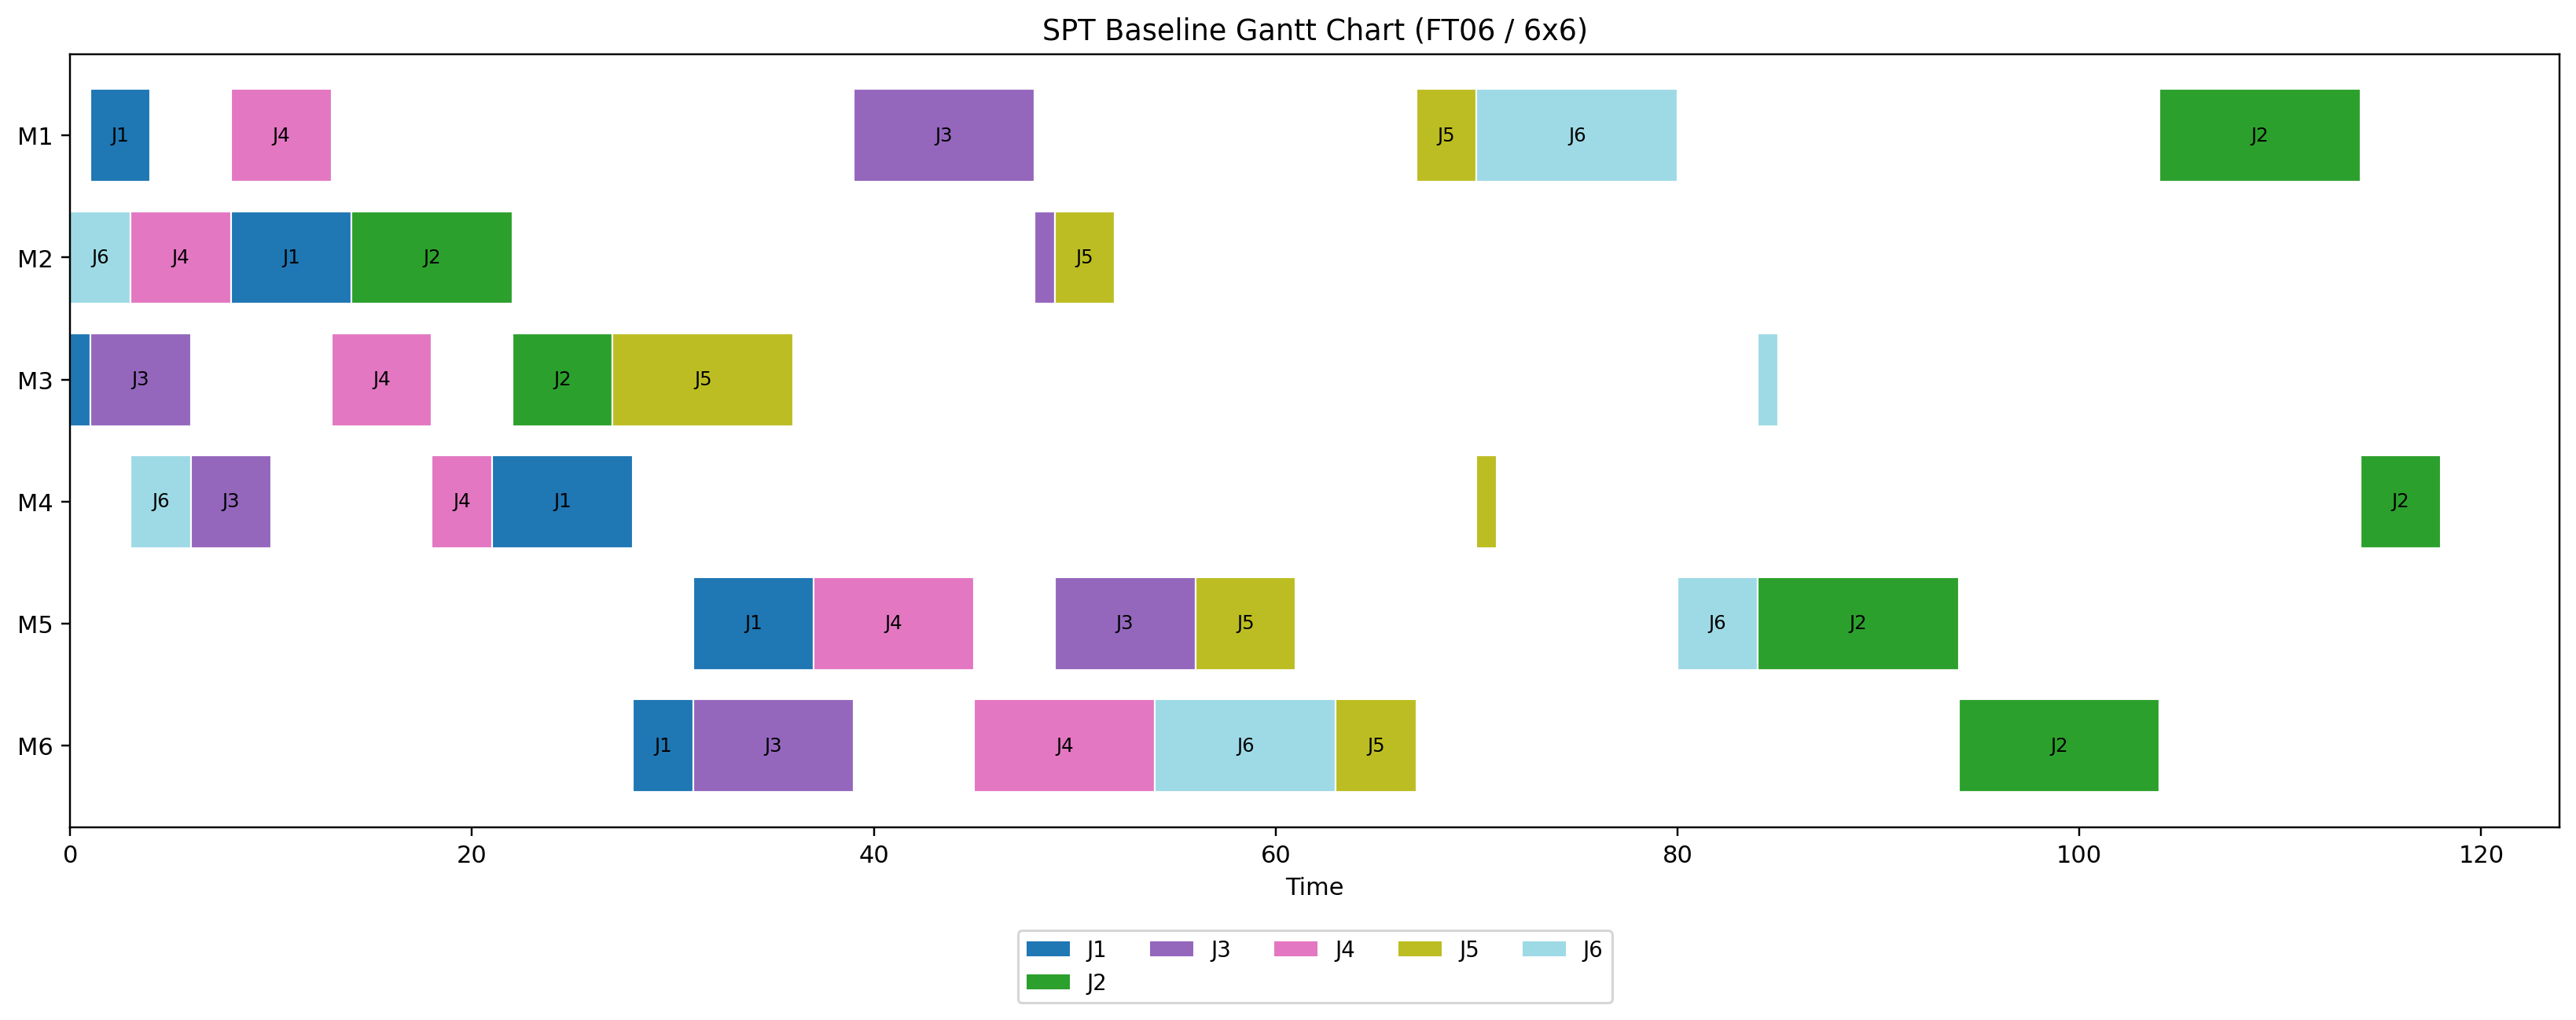 SPT Baseline Gantt Chart (FT06 / 6x6)
M1 J1 J4 J3 J5 J6 J2
M2 J6 J4 J1 J2 J5
M3 J3 J4 J2 J5
M4 J6 J3 J4 J1 J2
M5 J1 J4 J3 J5 J6 J2
M6 J1 J3 J4 J6 J5 J2
0 20 40 60 80 100 120
Time
J1 J3 J4 J5 J6
J2